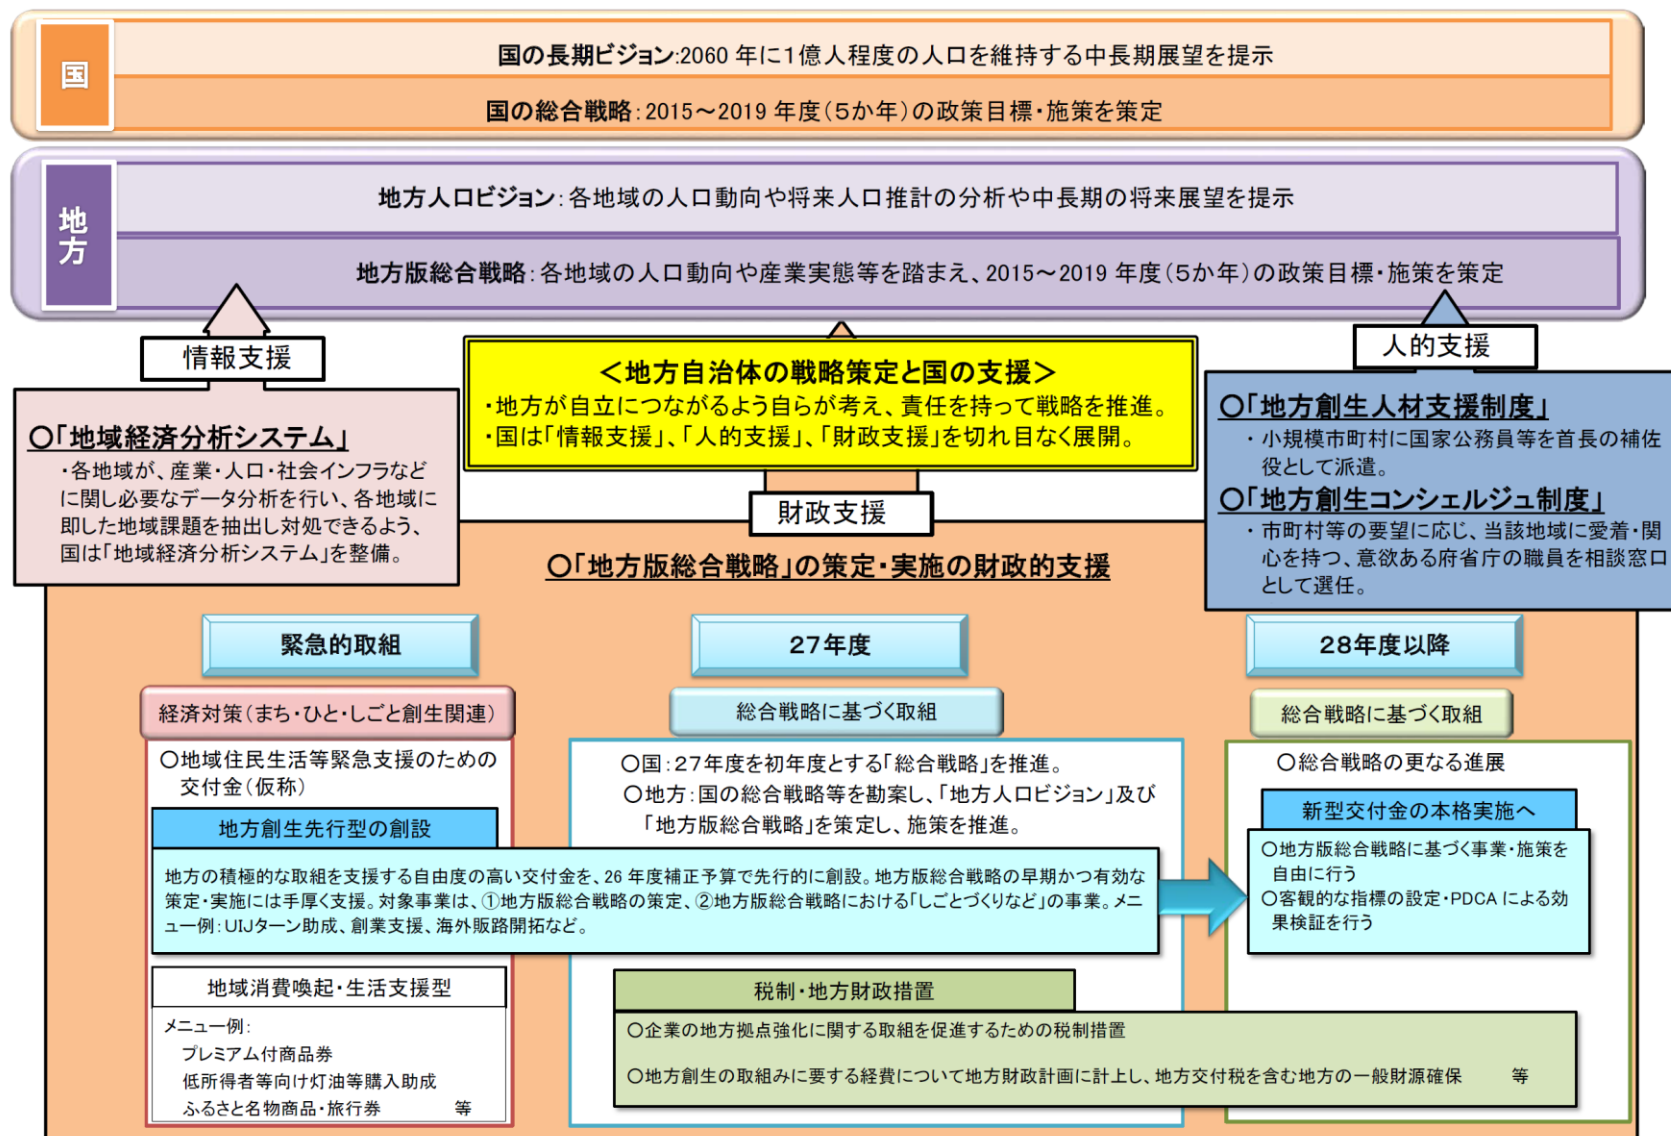 国
国の長期ビジョン:2060年に1億人程度の人口を維持する中長期展望を提示
国の総合戦略:2015～2019年度(5か年)の政策目標・施策を策定
地方
地方人口ビジョン:各地域の人口動向や将来人口推計の分析や中長期の将来展望を提示
地方版総合戦略:各地域の人口動向や産業実態等を踏まえ、2015～2019年度(5か年)の政策目標・施策を策定
情報支援
○「地域経済分析システム」
・各地域が、産業・人口・社会インフラなど
に関し必要なデータ分析を行い、各地域に
即した地域課題を抽出し対処できるよう、
国は「地域経済分析システム」を整備。
＜地方自治体の戦略策定と国の支援＞
・地方が自立につながるよう自らが考え、責任を持って戦略を推進。
・国は「情報支援」、「人的支援」、「財政支援」を切れ目なく展開。
人的支援
○「地方創生人材支援制度」
・小規模市町村に国家公務員等を首長の補佐
役として派遣。
○「地方創生コンシェルジュ制度」
・市町村等の要望に応じ、当該地域に愛着・関
心を持つ、意欲ある府省庁の職員を相談窓口
として選任。
財政支援
○「地方版総合戦略」の策定・実施の財政的支援
緊急的取組
経済対策(まち・ひと・しごと創生関連)
○地域住民生活等緊急支援のための
交付金(仮称)
地方創生先行型の創設
地方の積極的な取組を支援する自由度の高い交付金を、26年度補正予算で先行的に創設。地方版総合戦略の早期かつ有効な
策定・実施には手厚く支援。対象事業は、①地方版総合戦略の策定、②地方版総合戦略における「しごとづくりなど」の事業。メニ
ュー例:UIJターン助成、創業支援、海外販路開拓など。
地域消費喚起・生活支援型
メニュー例:
プレミアム付商品券
低所得者等向け灯油等購入助成
ふるさと名物商品・旅行券 等
27年度
総合戦略に基づく取組
○国:27年度を初年度とする「総合戦略」を推進。
○地方:国の総合戦略等を勘案し、「地方人口ビジョン」及び
「地方版総合戦略」を策定し、施策を推進。
税制・地方財政措置
○企業の地方拠点強化に関する取組を促進するための税制措置
○地方創生の取組みに要する経費について地方財政計画に計上し、地方交付税を含む地方の一般財源確保 等
28年度以降
総合戦略に基づく取組
○総合戦略の更なる進展
新型交付金の本格実施へ
○地方版総合戦略に基づく事業・施策を
自由に行う
○客観的な指標の設定・PDCAによる効
果検証を行う